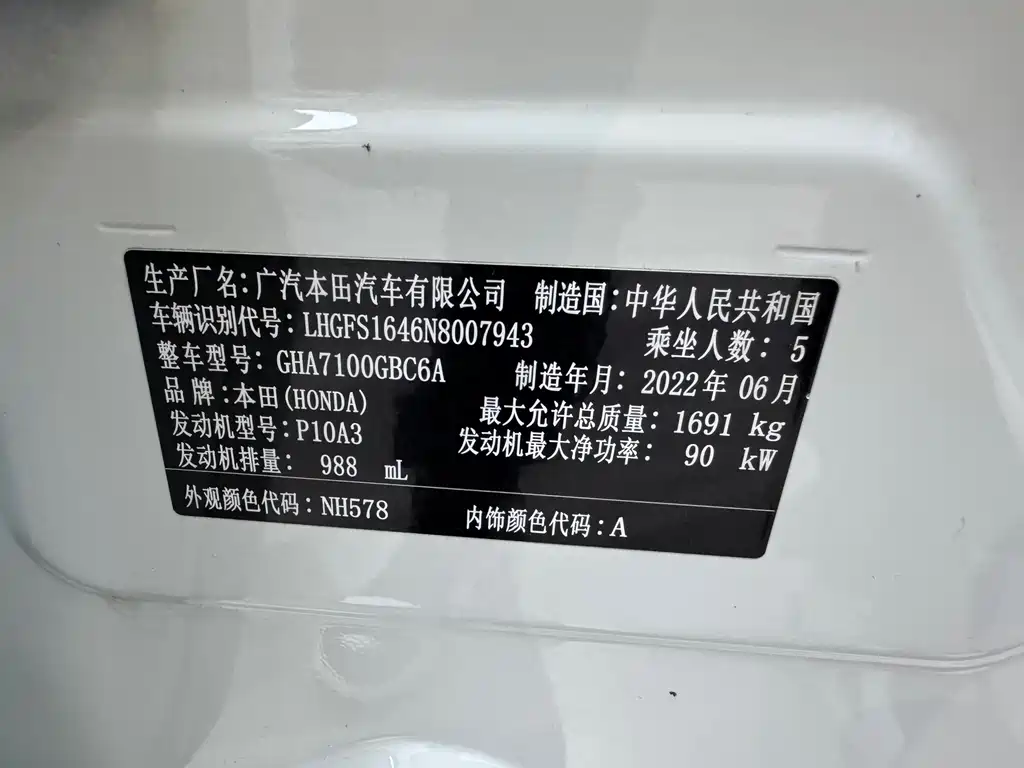 生产厂名：广汽本田汽车有限公司 制造国：中华人民共和国
车辆识别代号：LHGFS1646N8007943 乘坐人数：5
整车型号：GHA7100GBC6A 制造年月：2022年 06月
品 牌：本田(HONDA) 最大允许总质量：1691 kg
发动机型号：P10A3 发动机最大净功率： 90 kW
发动机排量： 988 mL
外观颜色代码：NH578 内饰颜色代码：A